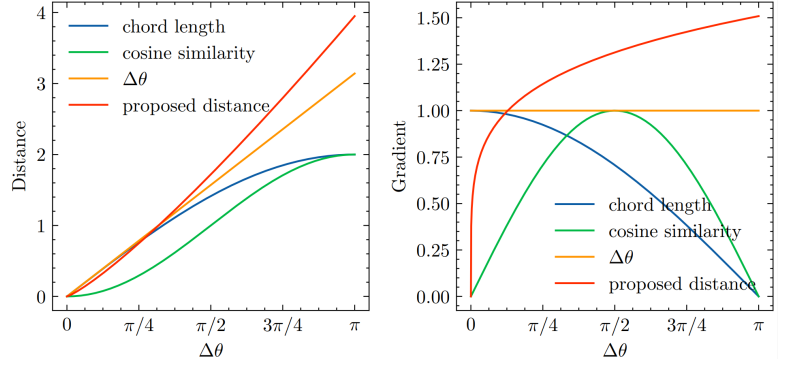 Distance
4
3
2
1
0
chord length
cosine similarity
Δθ
proposed distance
0 π/4 π/2 3π/4 π
Δθ
Gradient
1.50
1.25
1.00
0.75
0.50
0.25
0.00
chord length
cosine similarity
Δθ
proposed distance
0 π/4 π/2 3π/4 π
Δθ